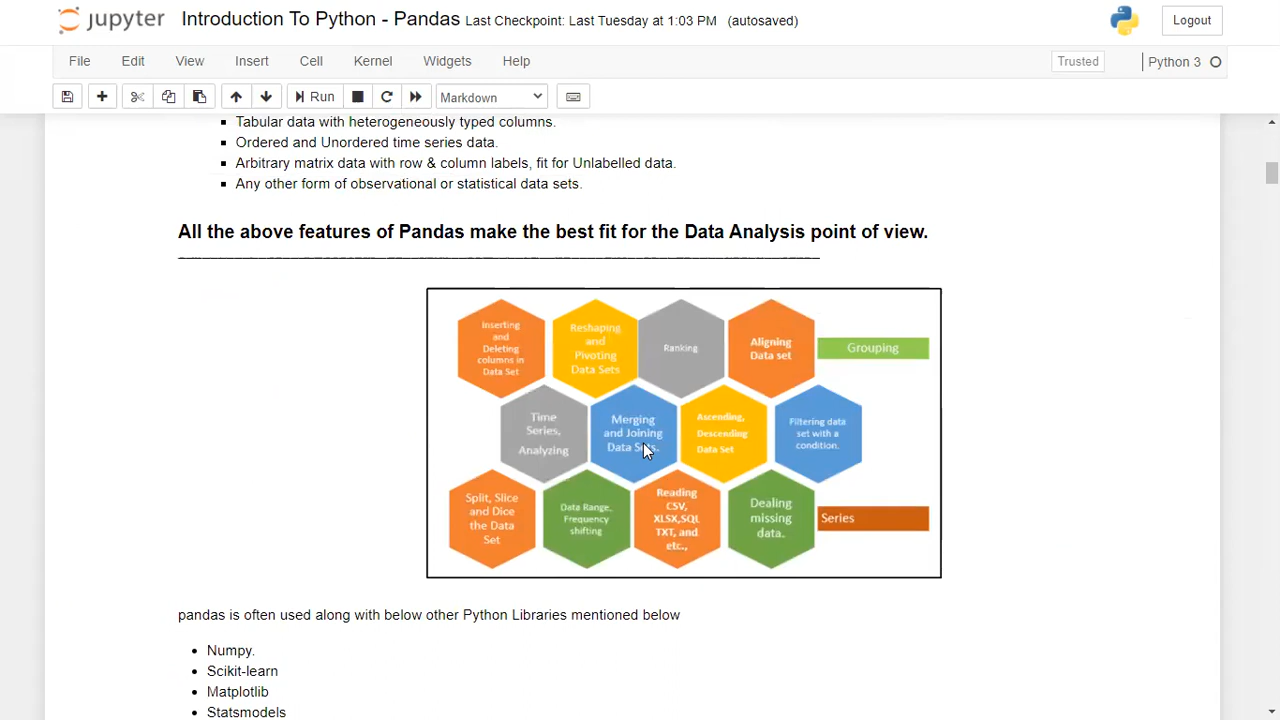 jupyter Introduction To Python - Pandas Last Checkpoint: Last Tuesday at 1:03 PM (autosaved) Logout
File Edit View Insert Cell Kernel Widgets Help Trusted Python 3
Run Markdown
Tabular data with heterogeneously typed columns.
Ordered and Unordered time series data.
Arbitrary matrix data with row & column labels, fit for Unlabelled data.
Any other form of observational or statistical data sets.
All the above features of Pandas make the best fit for the Data Analysis point of view.
Inserting
and
Deleting
columns in
Data Set
Reshaping
and
Pivoting
Data Sets
Ranking
Aligning
Data set
Grouping
Time
Series,
Analyzing
Merging
and Joining
Data Sets.
Ascending,
Descending
Data Set
Filtering data
set with a
condition.
Split, Slice
and Dice
the Data
Set
Data Range,
Frequency
shifting
Reading
CSV,
XLSX,SQL
TXT, and
etc.,
Dealing
missing
data.
Series
pandas is often used along with below other Python Libraries mentioned below
Numpy.
Scikit-learn
Matplotlib
Statsmodels